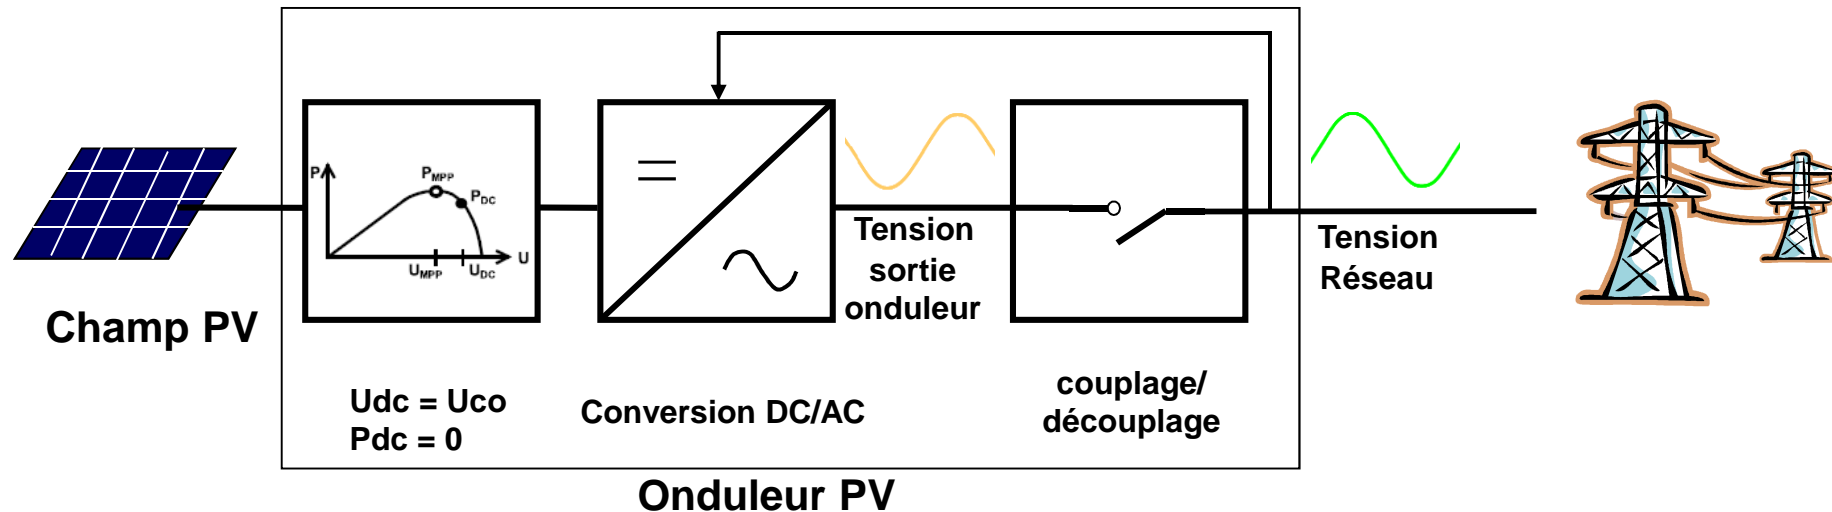 P
PMPP
PDC
UMPP
UDC
U
Tension
sortie
onduleur
Tension
Réseau
Champ PV
Udc = Uco
Pdc = 0
Conversion DC/AC
couplage/
découplage
Onduleur PV